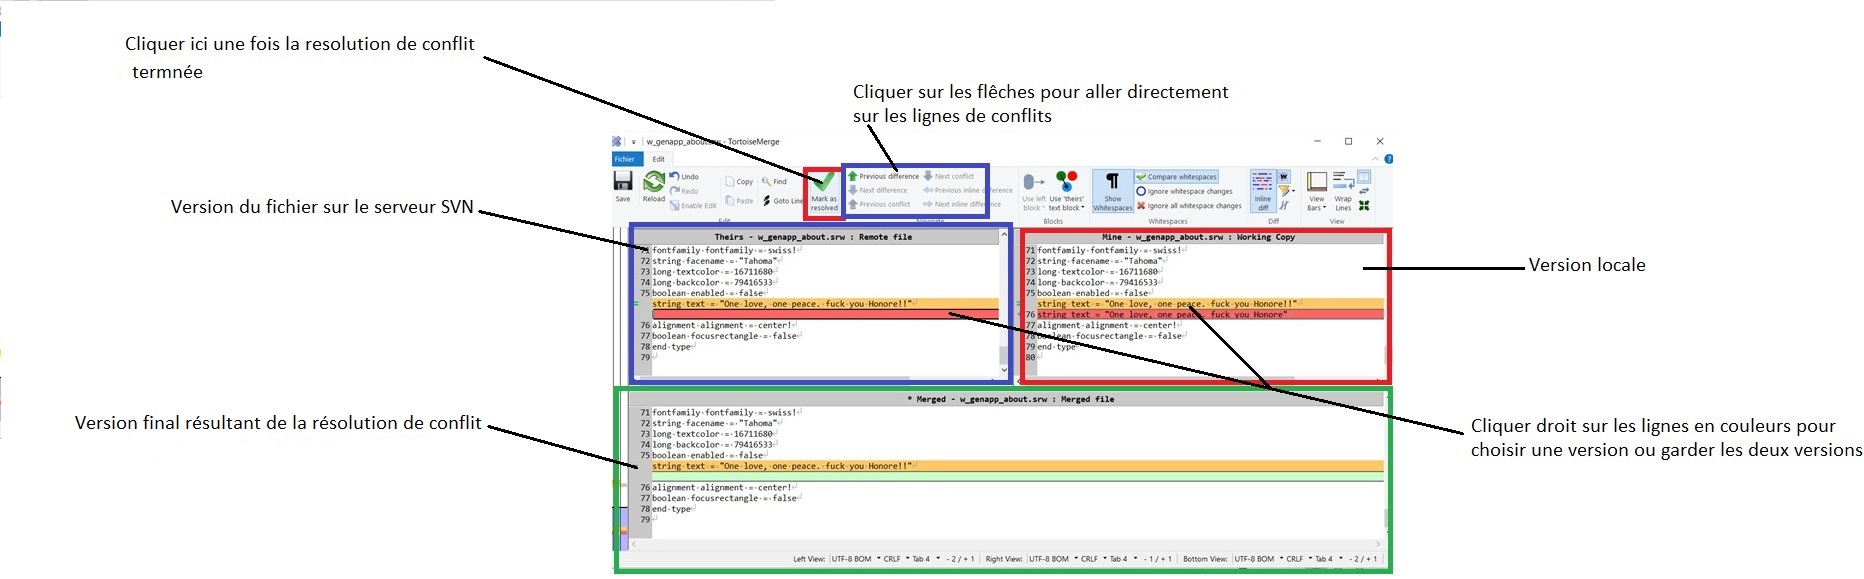 Cliquer ici une fois la resolution de conflit
termnée
Cliquer sur les flêches pour aller directement
sur les lignes de conflits
w_genapp_about.srw - TortoiseMerge
Fichier Edit
Save Reload Undo Redo Enable Edit Copy Paste Find Goto Line Mark as resolved
Edit
Previous difference Next conflict
Next difference Previous inline difference
Previous conflict Next inline difference
Navigate
Use left block Use 'theirs' text block
Blocks
Show Whitespaces Compare whitespaces
Ignore whitespace changes
Ignore all whitespace changes
Whitespaces
Inline diff
Diff
View Bars Wrap Lines
View
Version du fichier sur le serveur SVN
Theirs - w_genapp_about.srw : Remote file
71 fontfamily fontfamily = swiss!
72 string facename = "Tahoma"
73 long textcolor = 16711680
74 long backcolor = 79416533
75 boolean enabled = false
string text = "One love, one peace. fuck you Honore!!"
76 alignment alignment = center!
77 boolean focusrectangle = false
78 end type
79
Mine - w_genapp_about.srw : Working Copy
71 fontfamily fontfamily = swiss!
72 string facename = "Tahoma"
73 long textcolor = 16711680
74 long backcolor = 79416533
75 boolean enabled = false
string text = "One love, one peace. fuck you Honore!!"
76 string text = "One love, one peace. fuck you Honore"
77 alignment alignment = center!
78 boolean focusrectangle = false
79 end type
80
Version locale
Version final résultant de la résolution de conflit
* Merged - w_genapp_about.srw : Merged file
71 fontfamily fontfamily = swiss!
72 string facename = "Tahoma"
73 long textcolor = 16711680
74 long backcolor = 79416533
75 boolean enabled = false
string text = "One love, one peace. fuck you Honore!!"
76 alignment alignment = center!
77 boolean focusrectangle = false
78 end type
79
Cliquer droit sur les lignes en couleurs pour
choisir une version ou garder les deux versions
Left View: UTF-8 BOM CRLF Tab 4 - 2 / + 1 Right View: UTF-8 BOM CRLF Tab 4 - 1 / + 1 Bottom View: UTF-8 BOM CRLF Tab 4 - 2 / + 1